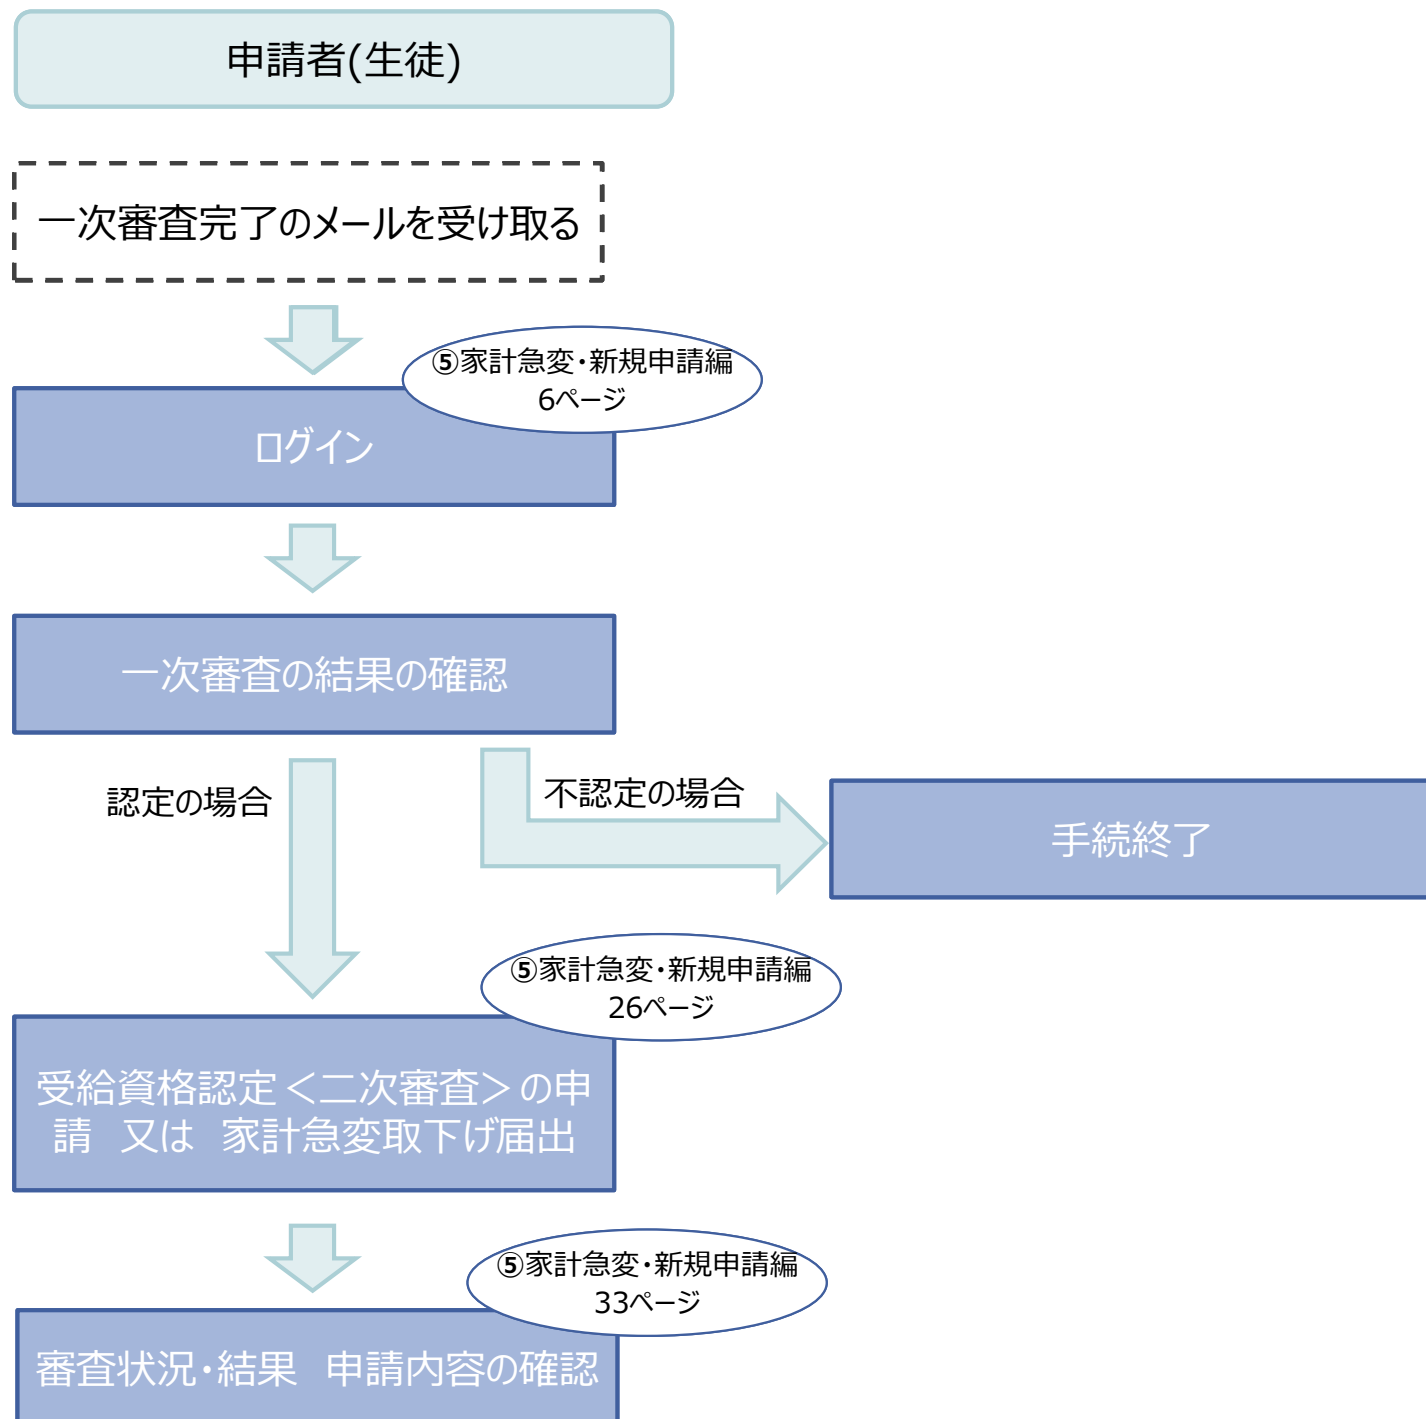 申請者(生徒)
一次審査完了のメールを受け取る
⑤家計急変・新規申請編
6ページ
ログイン
一次審査の結果の確認
認定の場合
不認定の場合
手続終了
⑤家計急変・新規申請編
26ページ
受給資格認定＜二次審査＞の申
請　又は　家計急変取下げ届出
⑤家計急変・新規申請編
33ページ
審査状況・結果　申請内容の確認